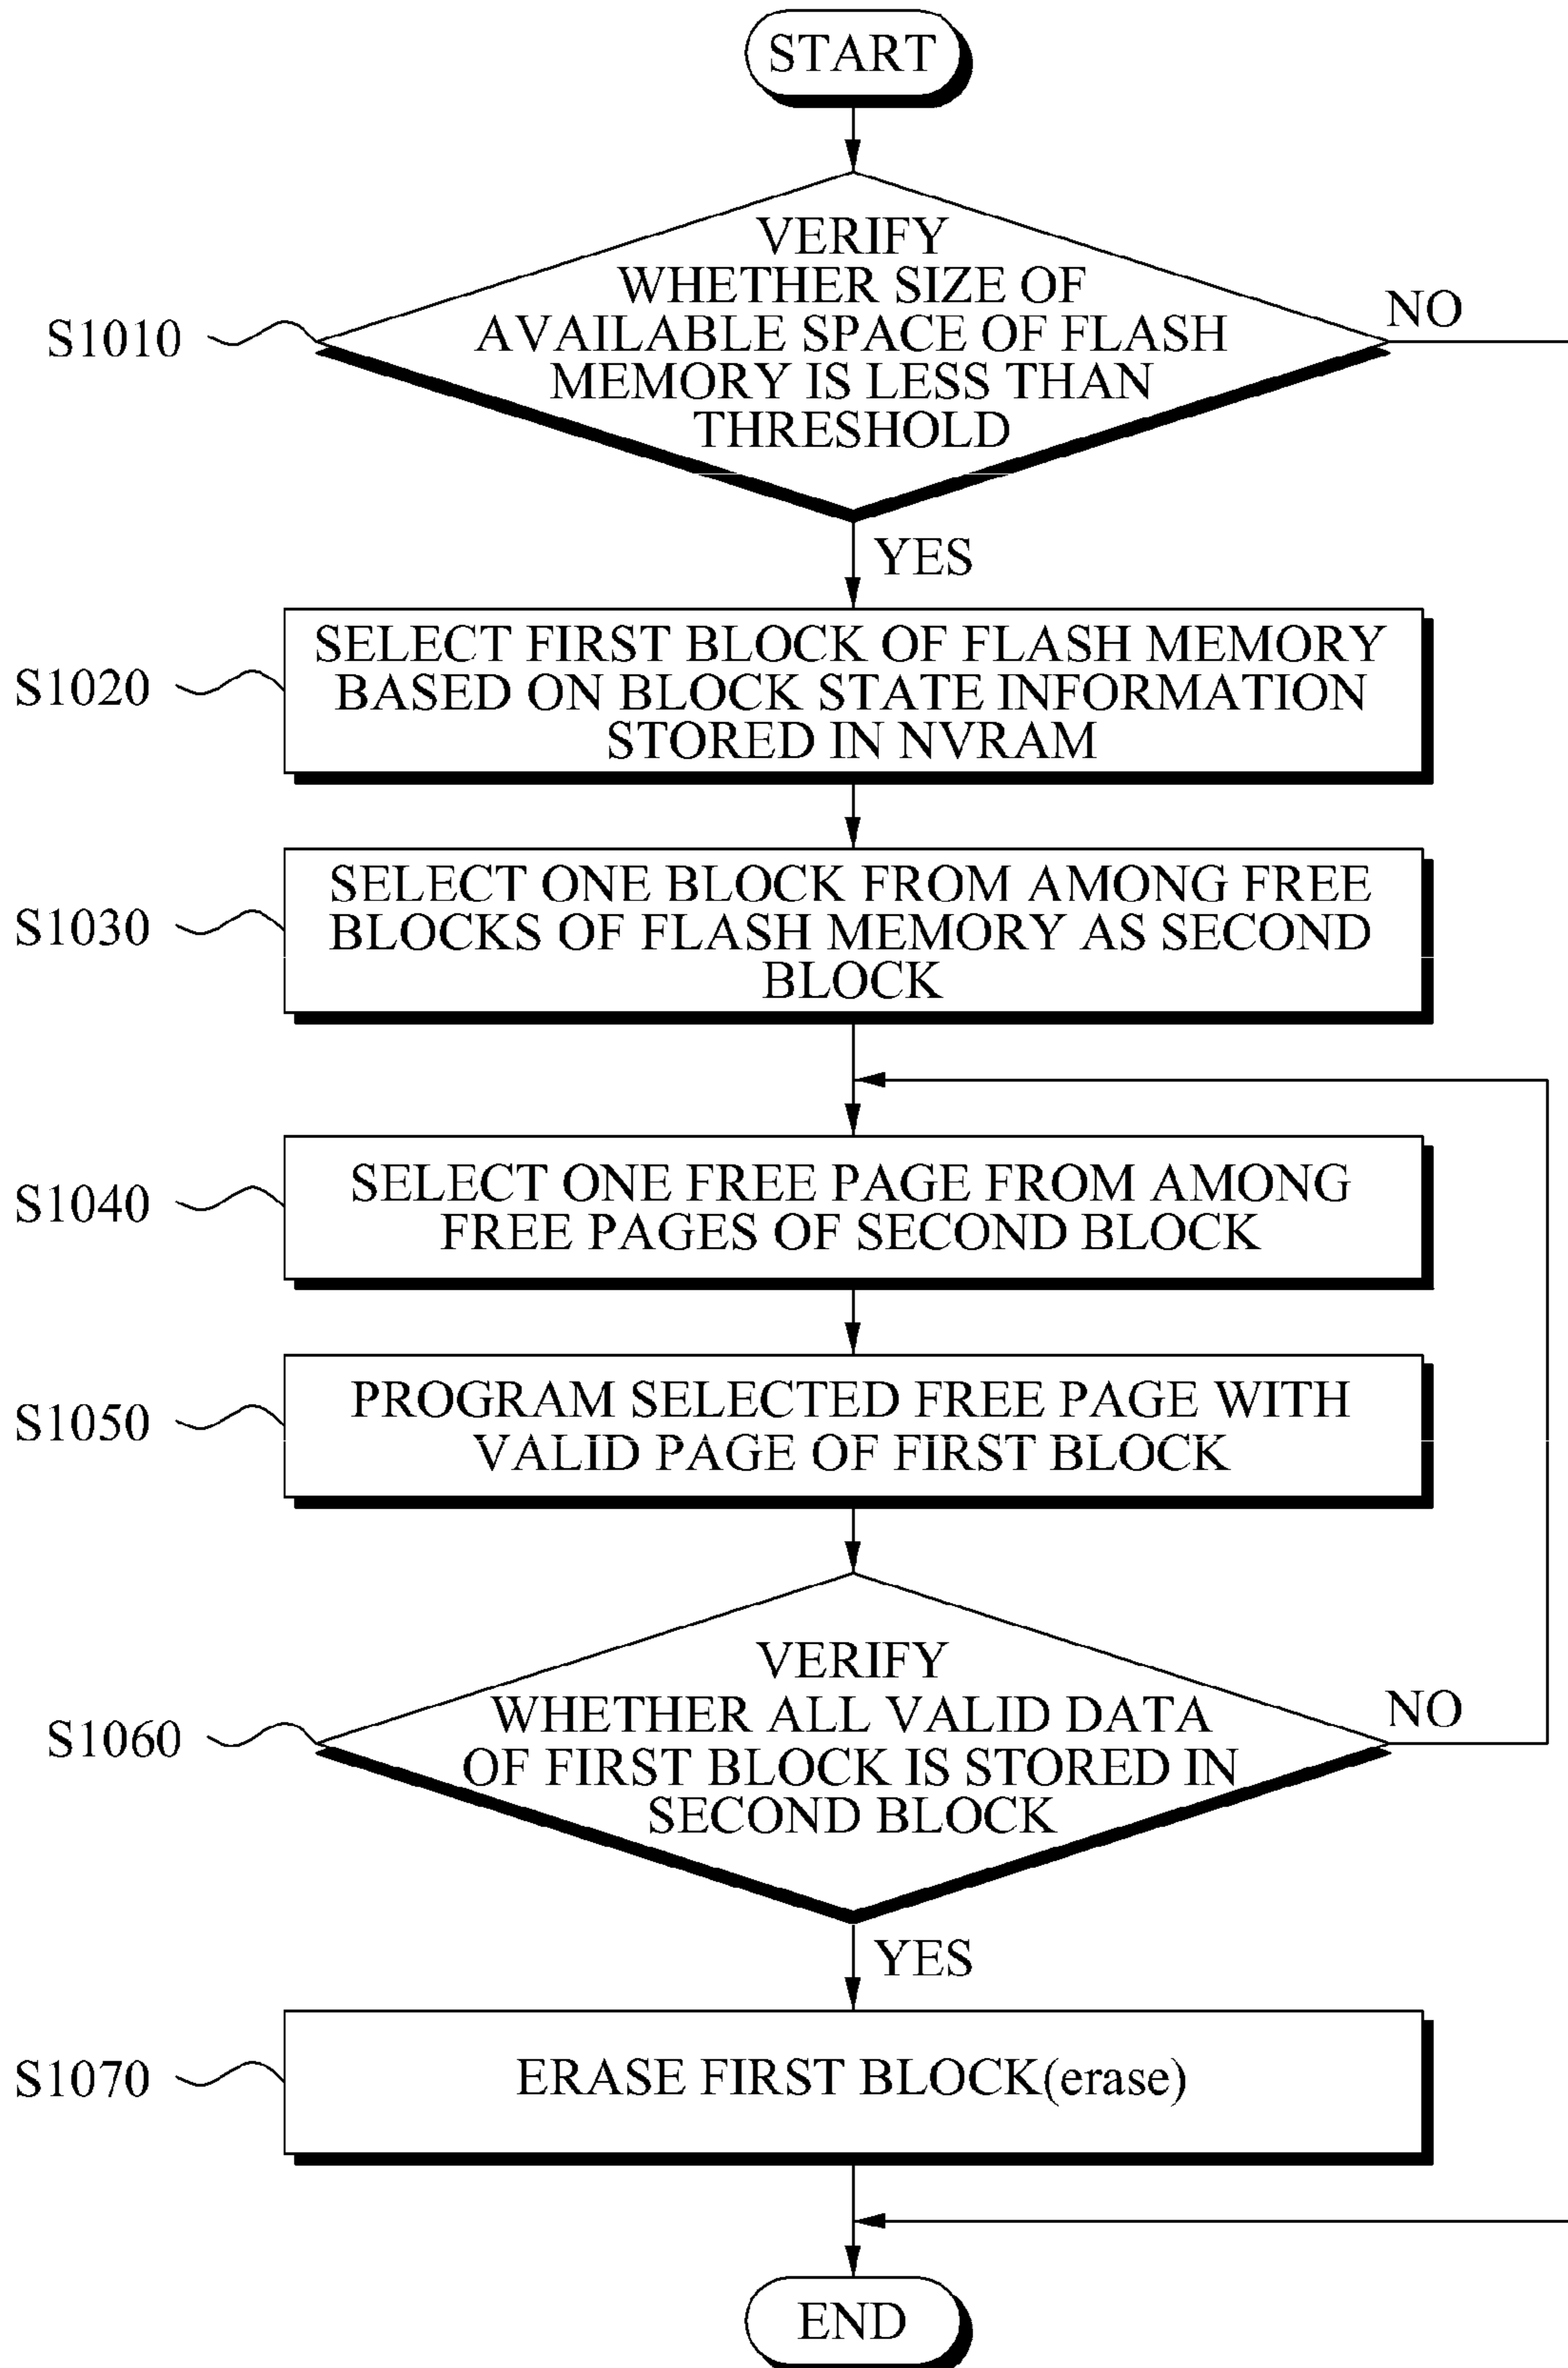 START
VERIFY
WHETHER SIZE OF
AVAILABLE SPACE OF FLASH
MEMORY IS LESS THAN
THRESHOLD
S1010
NO
YES
SELECT FIRST BLOCK OF FLASH MEMORY
BASED ON BLOCK STATE INFORMATION
STORED IN NVRAM
S1020
SELECT ONE BLOCK FROM AMONG FREE
BLOCKS OF FLASH MEMORY AS SECOND
BLOCK
S1030
SELECT ONE FREE PAGE FROM AMONG
FREE PAGES OF SECOND BLOCK
S1040
PROGRAM SELECTED FREE PAGE WITH
VALID PAGE OF FIRST BLOCK
S1050
VERIFY
WHETHER ALL VALID DATA
OF FIRST BLOCK IS STORED IN
SECOND BLOCK
S1060
NO
YES
ERASE FIRST BLOCK(erase)
S1070
END